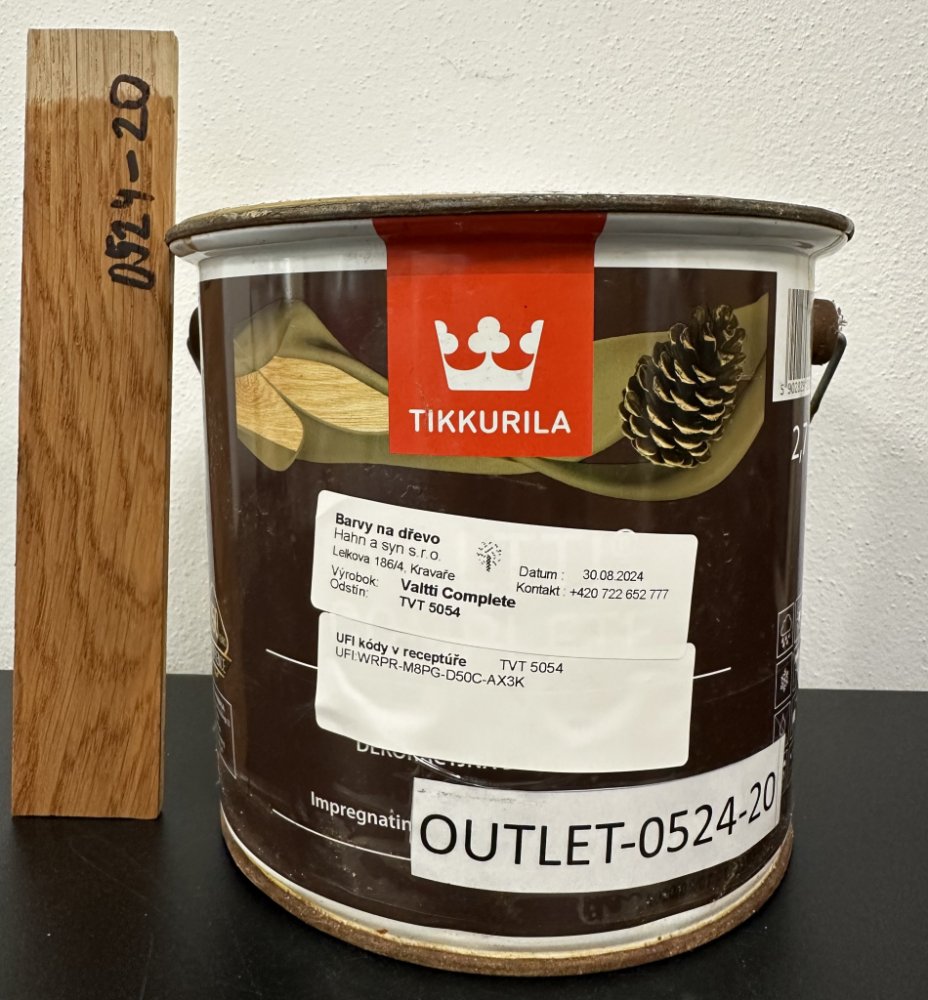 0524-20
TIKKURILA
Barvy na dřevo
Hahn a syn s.r.o.
Lelkova 186/4, Kravaře
Datum : 30.08.2024
Kontakt : +420 722 652 777
Výrobok: Valtti Complete
Odstín: TVT 5054
UFI kódy v receptúře TVT 5054
UFI:WRPR-M8PG-D50C-AX3K
Impregnatin
OUTLET-0524-20